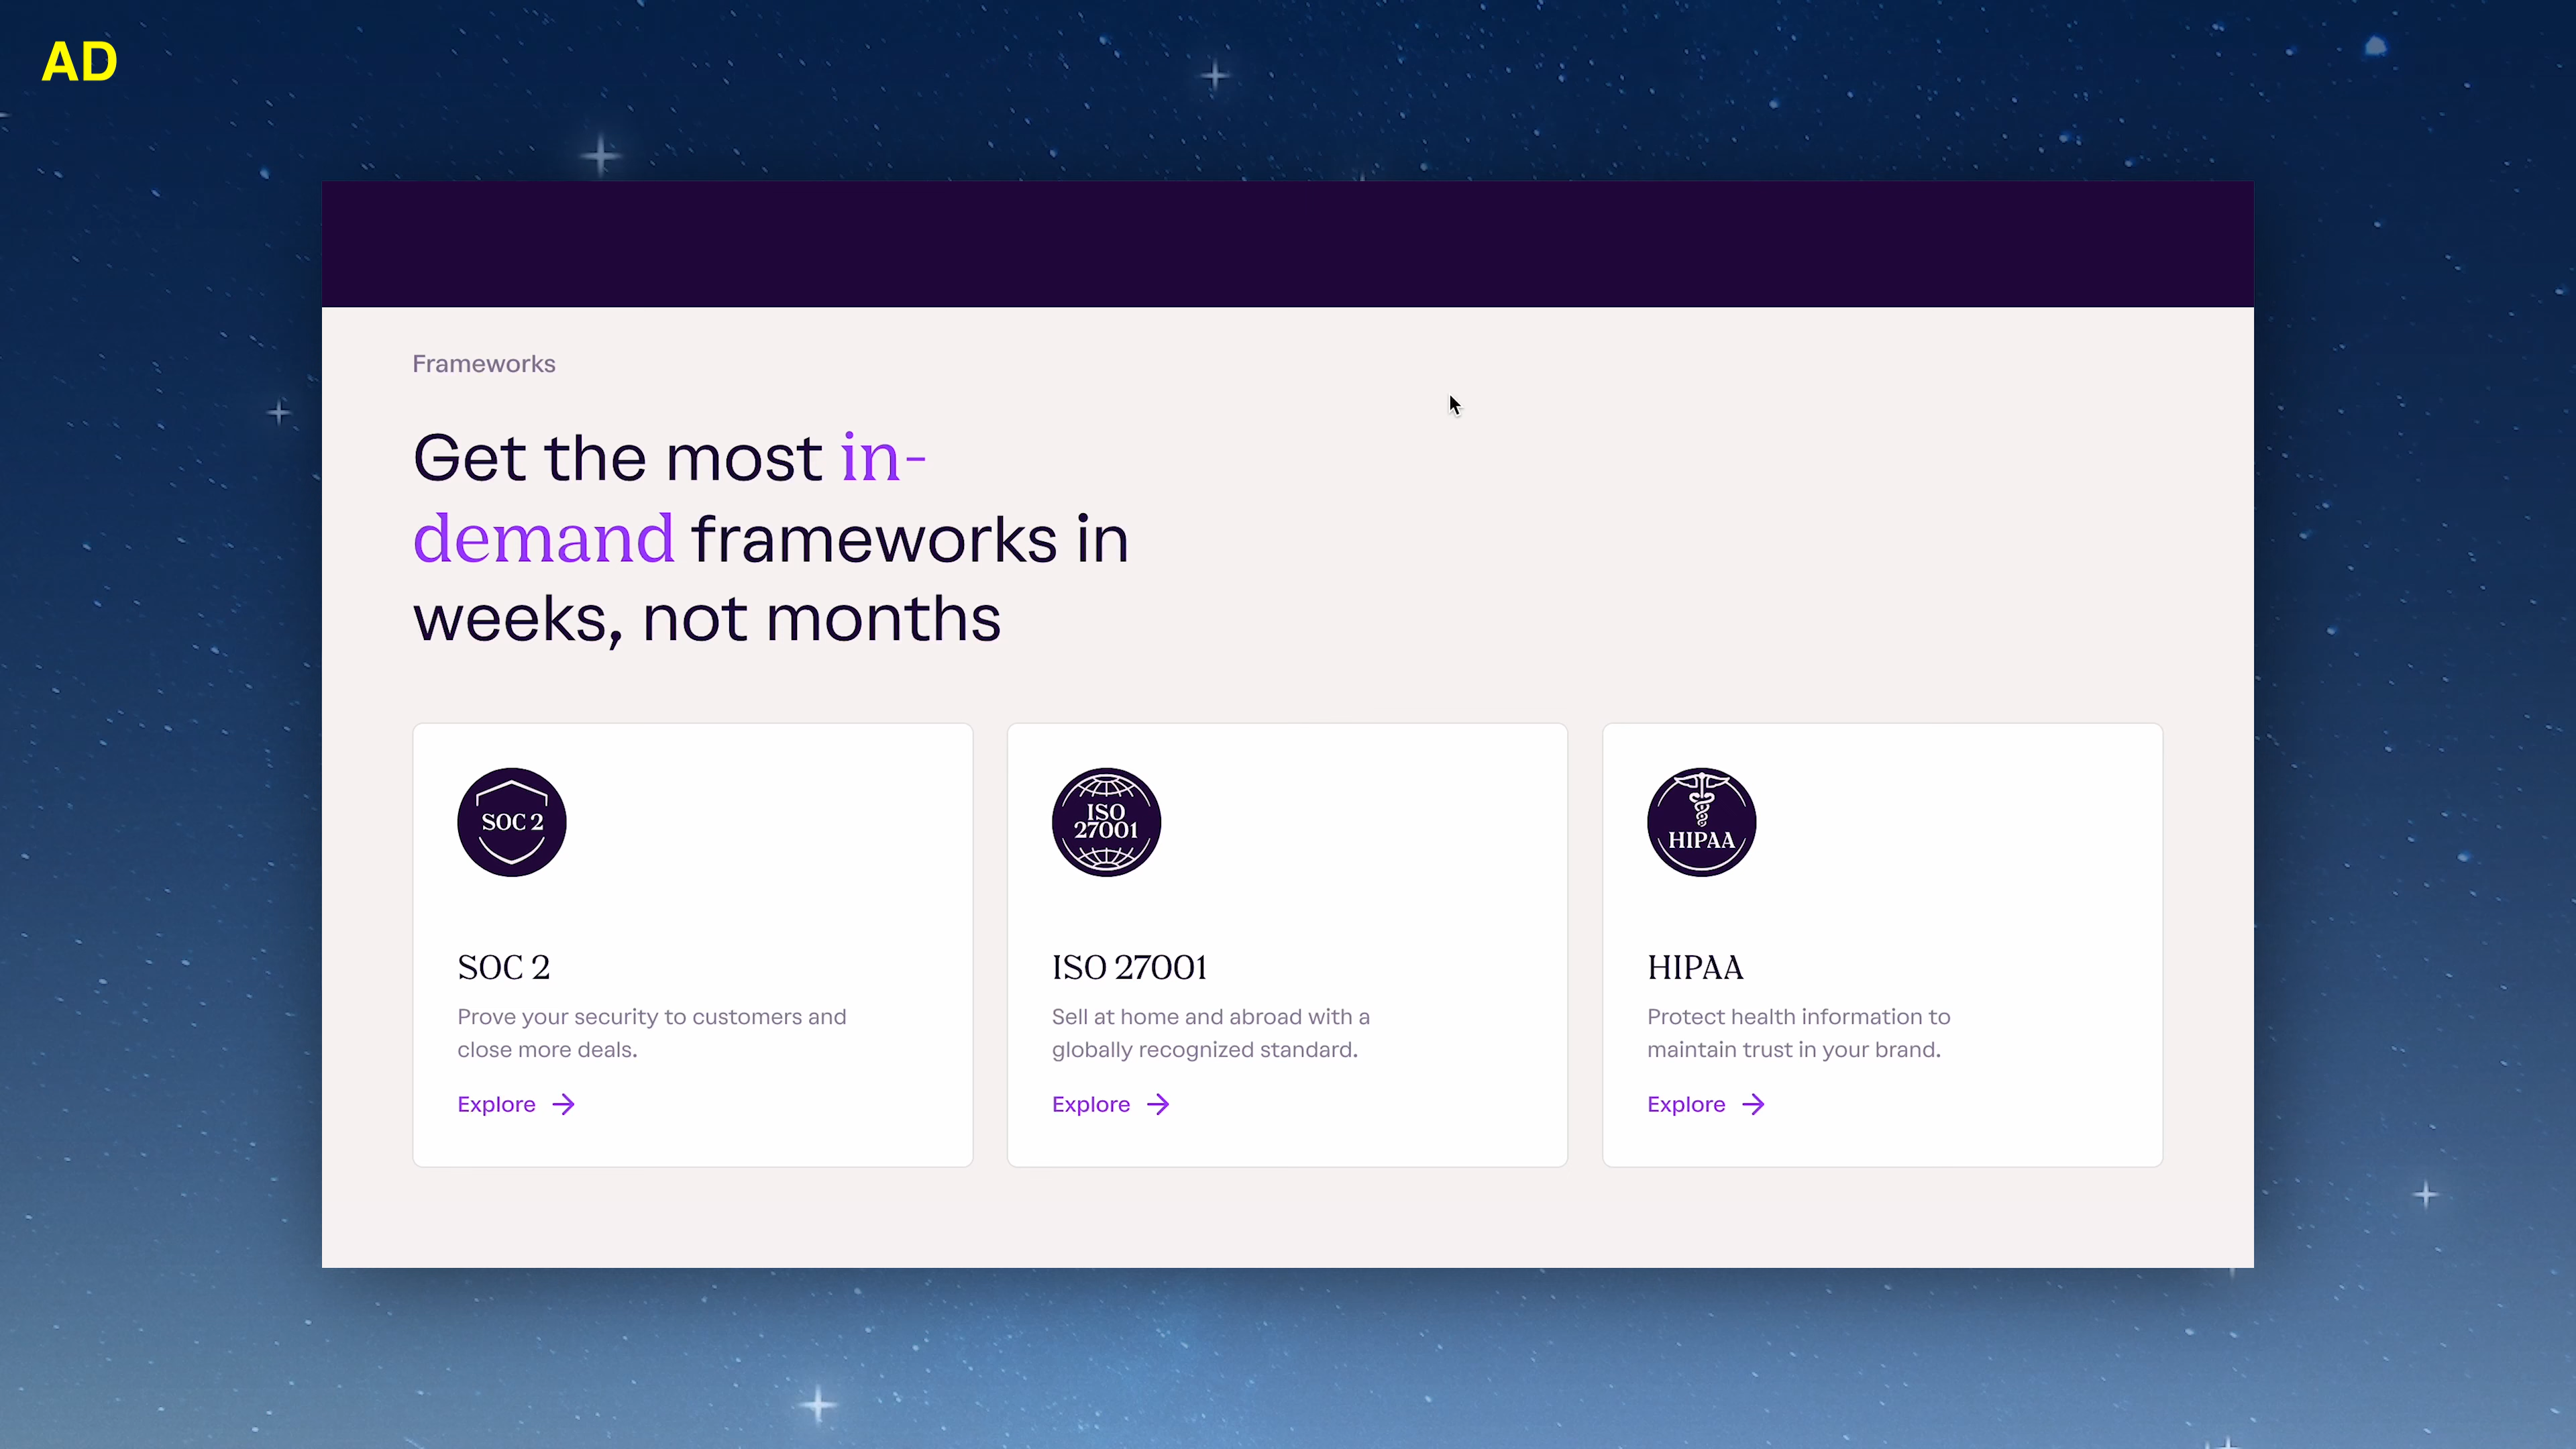 AD
Frameworks
Get the most in-
demand frameworks in
weeks, not months
SOC 2
SOC 2
Prove your security to customers and
close more deals.
Explore
ISO
27001
ISO 27001
Sell at home and abroad with a
globally recognized standard.
Explore
HIPAA
HIPAA
Protect health information to
maintain trust in your brand.
Explore